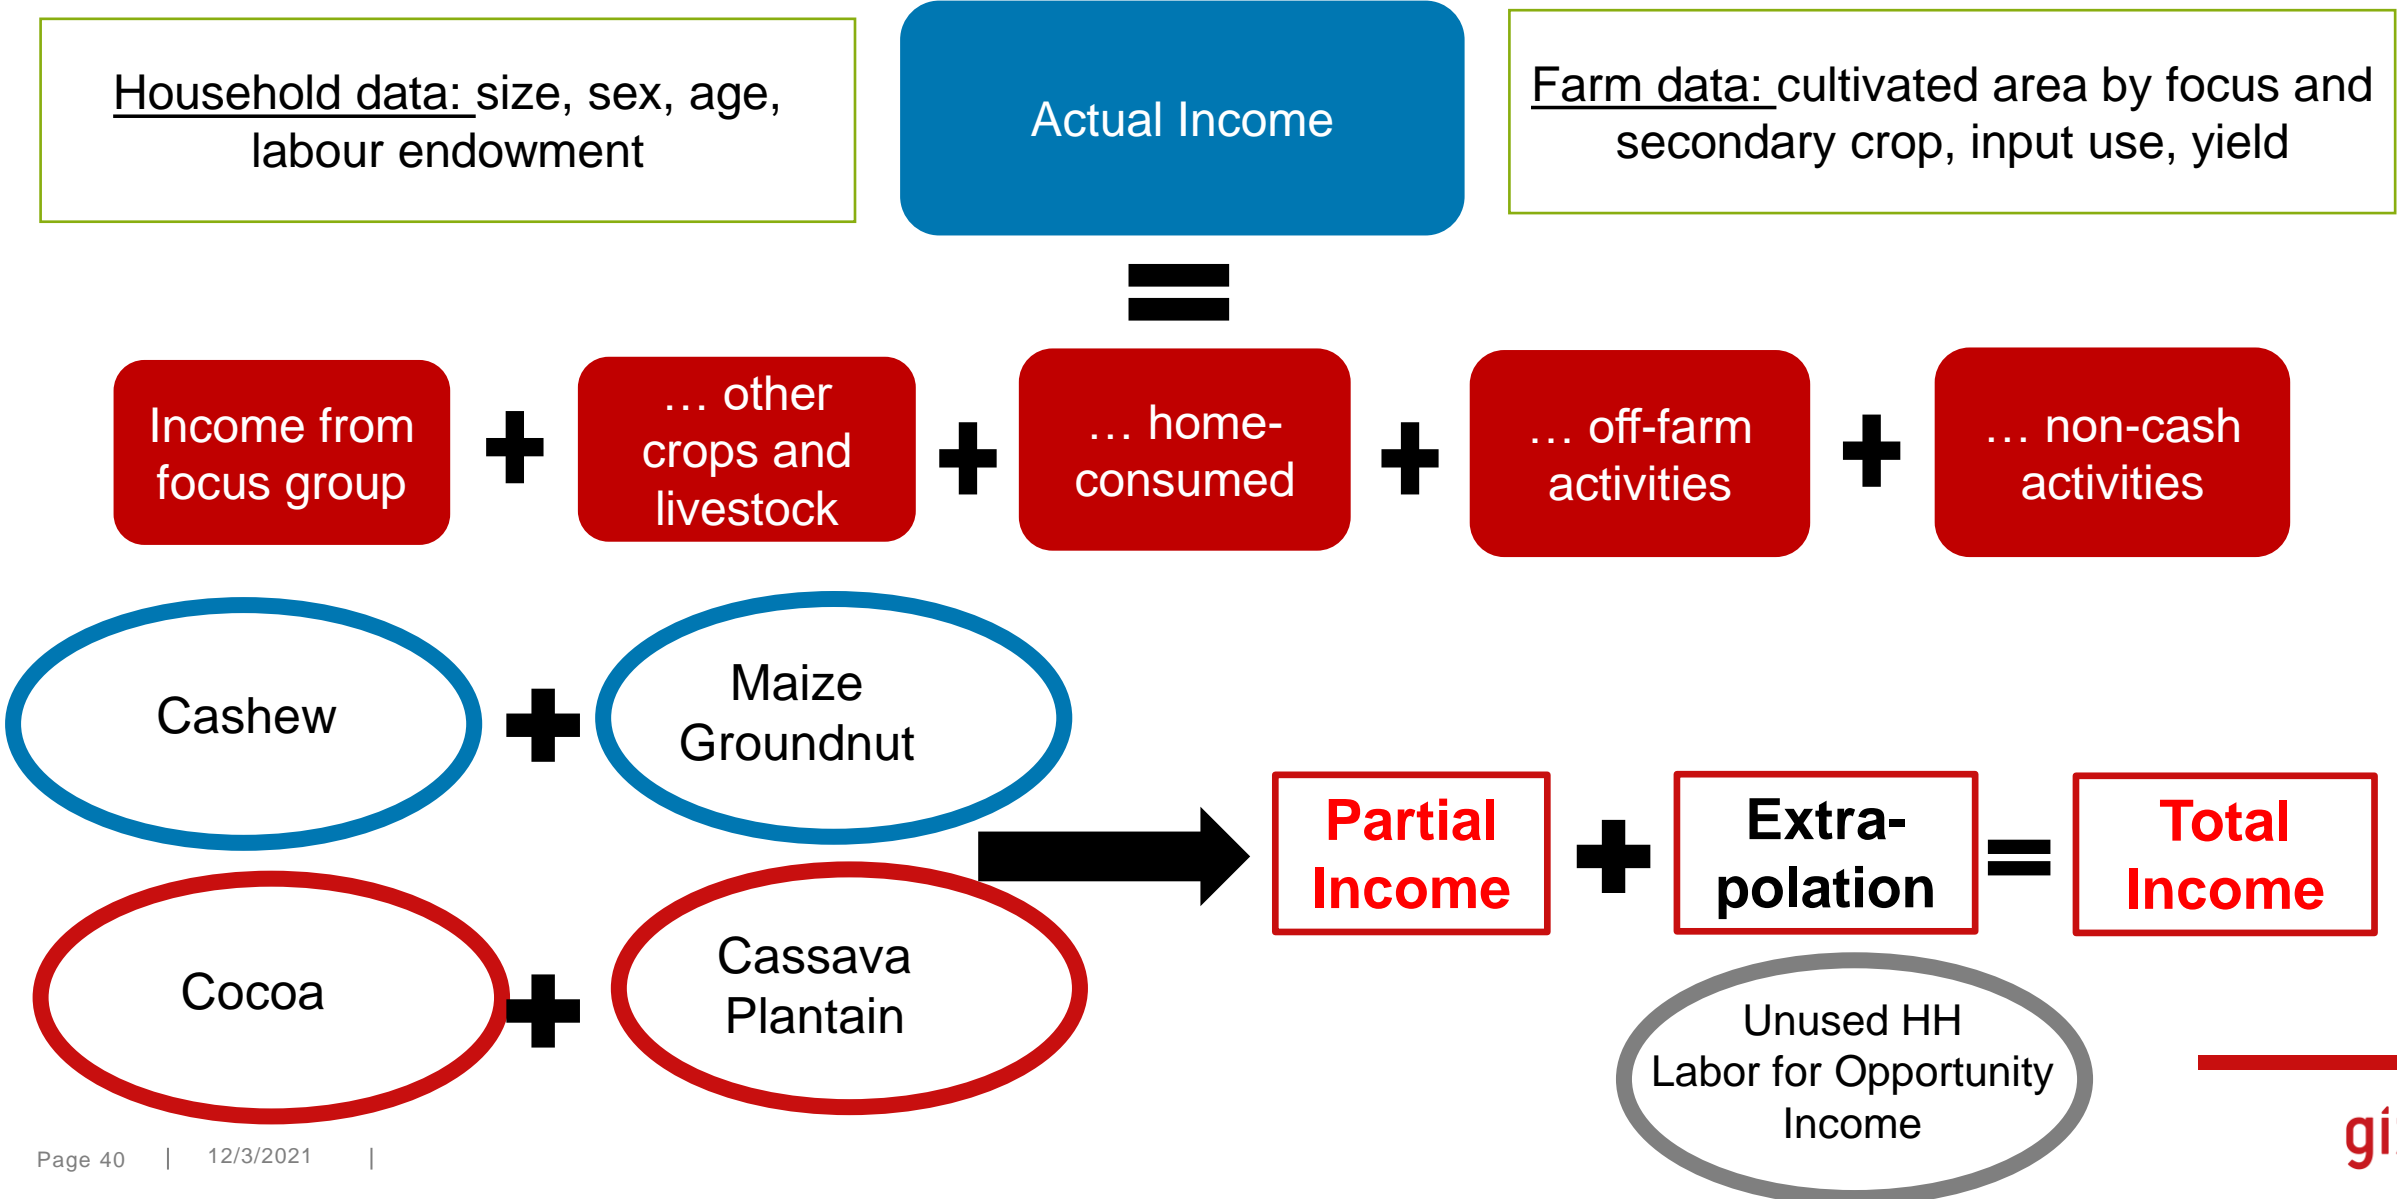 Household data: size, sex, age,
labour endowment
Actual Income
Farm data: cultivated area by focus and
secondary crop, input use, yield
Income from
focus group
… other
crops and
livestock
… home-
consumed
… off-farm
activities
… non-cash
activities
Cashew
Maize
Groundnut
Cocoa
Cassava
Plantain
Partial
Income
Extra-
polation
Total
Income
Unused HH
Labor for Opportunity
Income
Page 40 | 12/3/2021 |